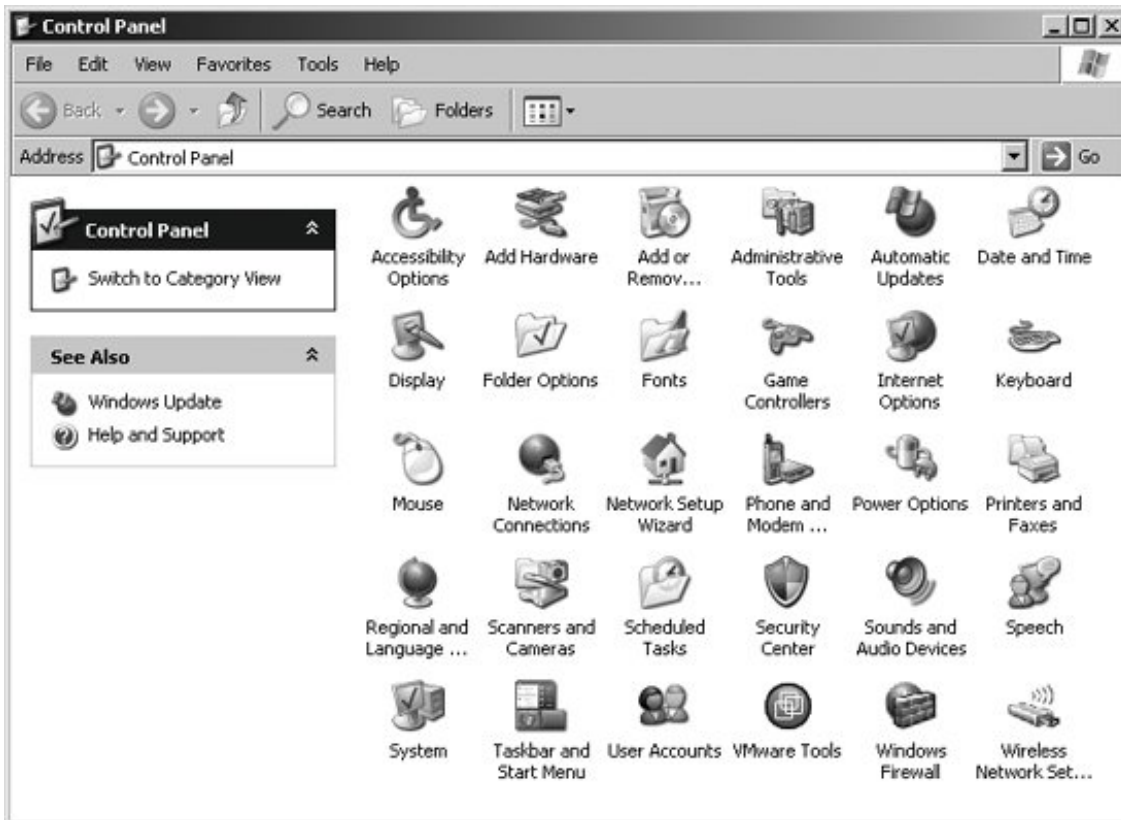 Control Panel
File Edit View Favorites Tools Help
Back Search Folders
Address Control Panel Go
Control Panel
Switch to Category View
See Also
Windows Update
Help and Support
Accessibility Options
Add Hardware
Add or Remov...
Administrative Tools
Automatic Updates
Date and Time
Display
Folder Options
Fonts
Game Controllers
Internet Options
Keyboard
Mouse
Network Connections
Network Setup Wizard
Phone and Modem ...
Power Options
Printers and Faxes
Regional and Language ...
Scanners and Cameras
Scheduled Tasks
Security Center
Sounds and Audio Devices
Speech
System
Taskbar and Start Menu
User Accounts
VMware Tools
Windows Firewall
Wireless Network Set...